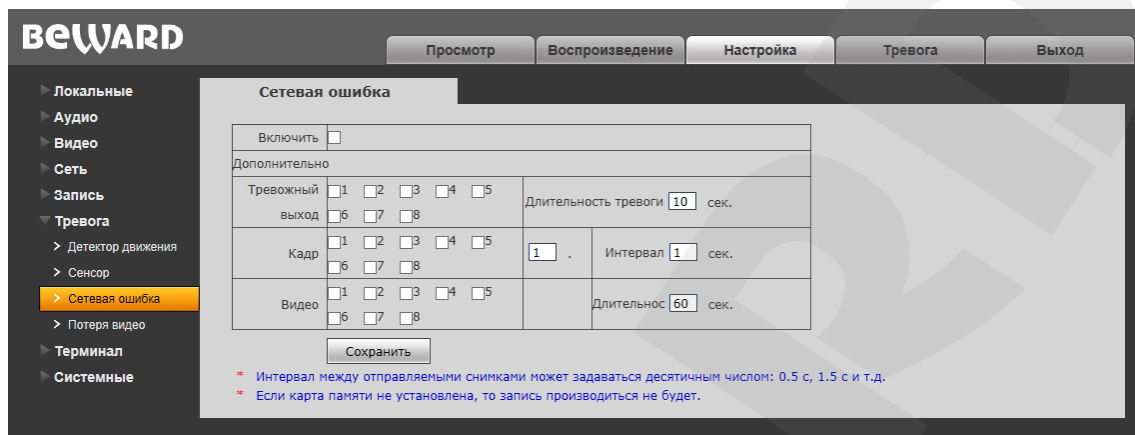 BEWARD
Просмотр Воспроизведение Настройка Тревога Выход
Локальные
Аудио
Видео
Сеть
Запись
Тревога
Детектор движения
Сенсор
Сетевая ошибка
Потеря видео
Терминал
Системные
Сетевая ошибка
Включить
Дополнительно
Тревожный выход 1 2 3 4 5
6 7 8
Длительность тревоги 10 сек.
Кадр 1 2 3 4 5
6 7 8
1 . Интервал 1 сек.
Видео 1 2 3 4 5
6 7 8
Длительнос 60 сек.
Сохранить
* Интервал между отправляемыми снимками может задаваться десятичным числом: 0.5 с, 1.5 с и т.д.
* Если карта памяти не установлена, то запись производиться не будет.